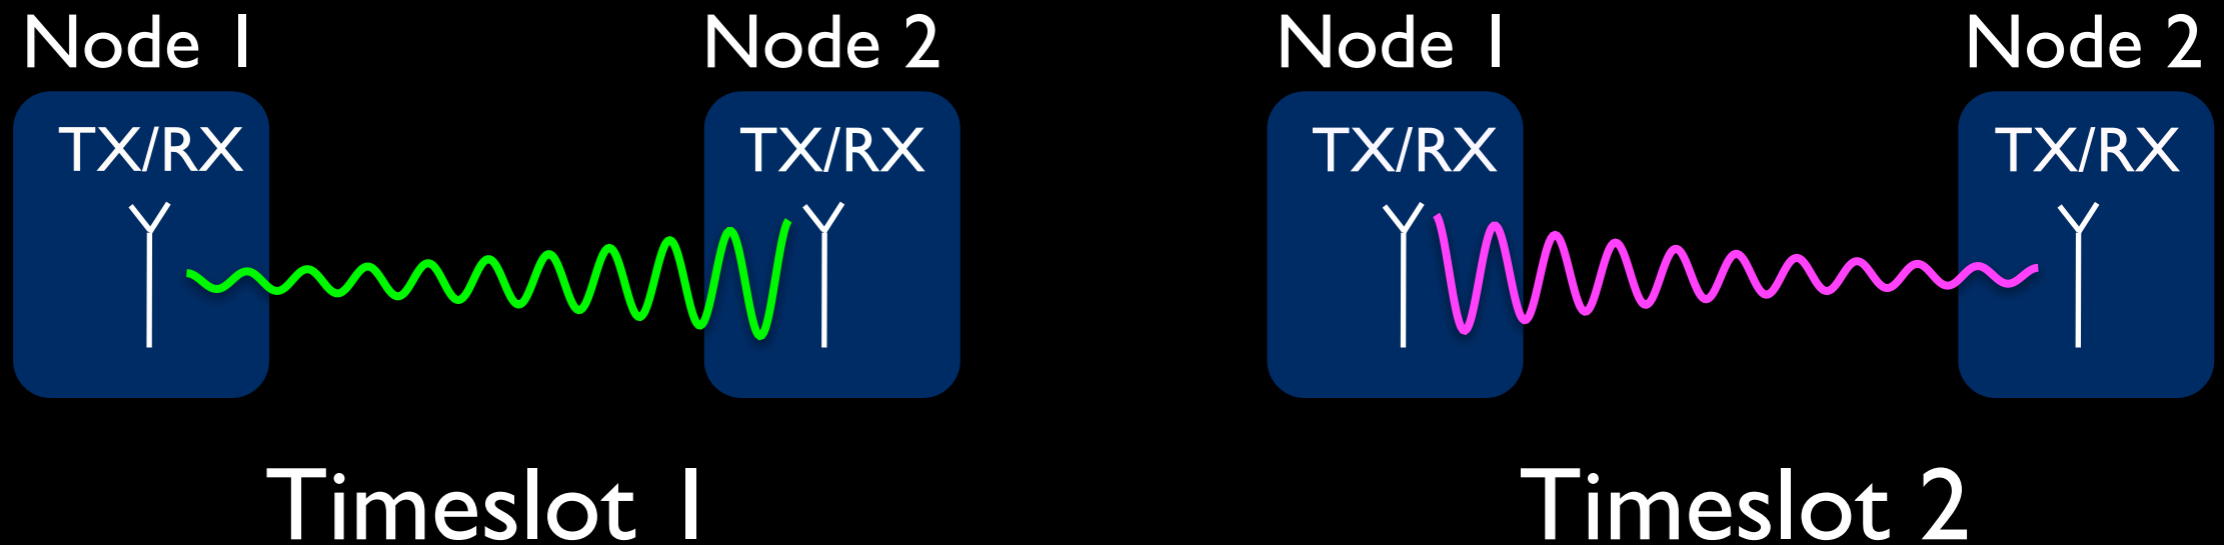 Node 1
Node 2
Node 1
Node 2
TX/RX
TX/RX
TX/RX
TX/RX
Timeslot 1
Timeslot 2